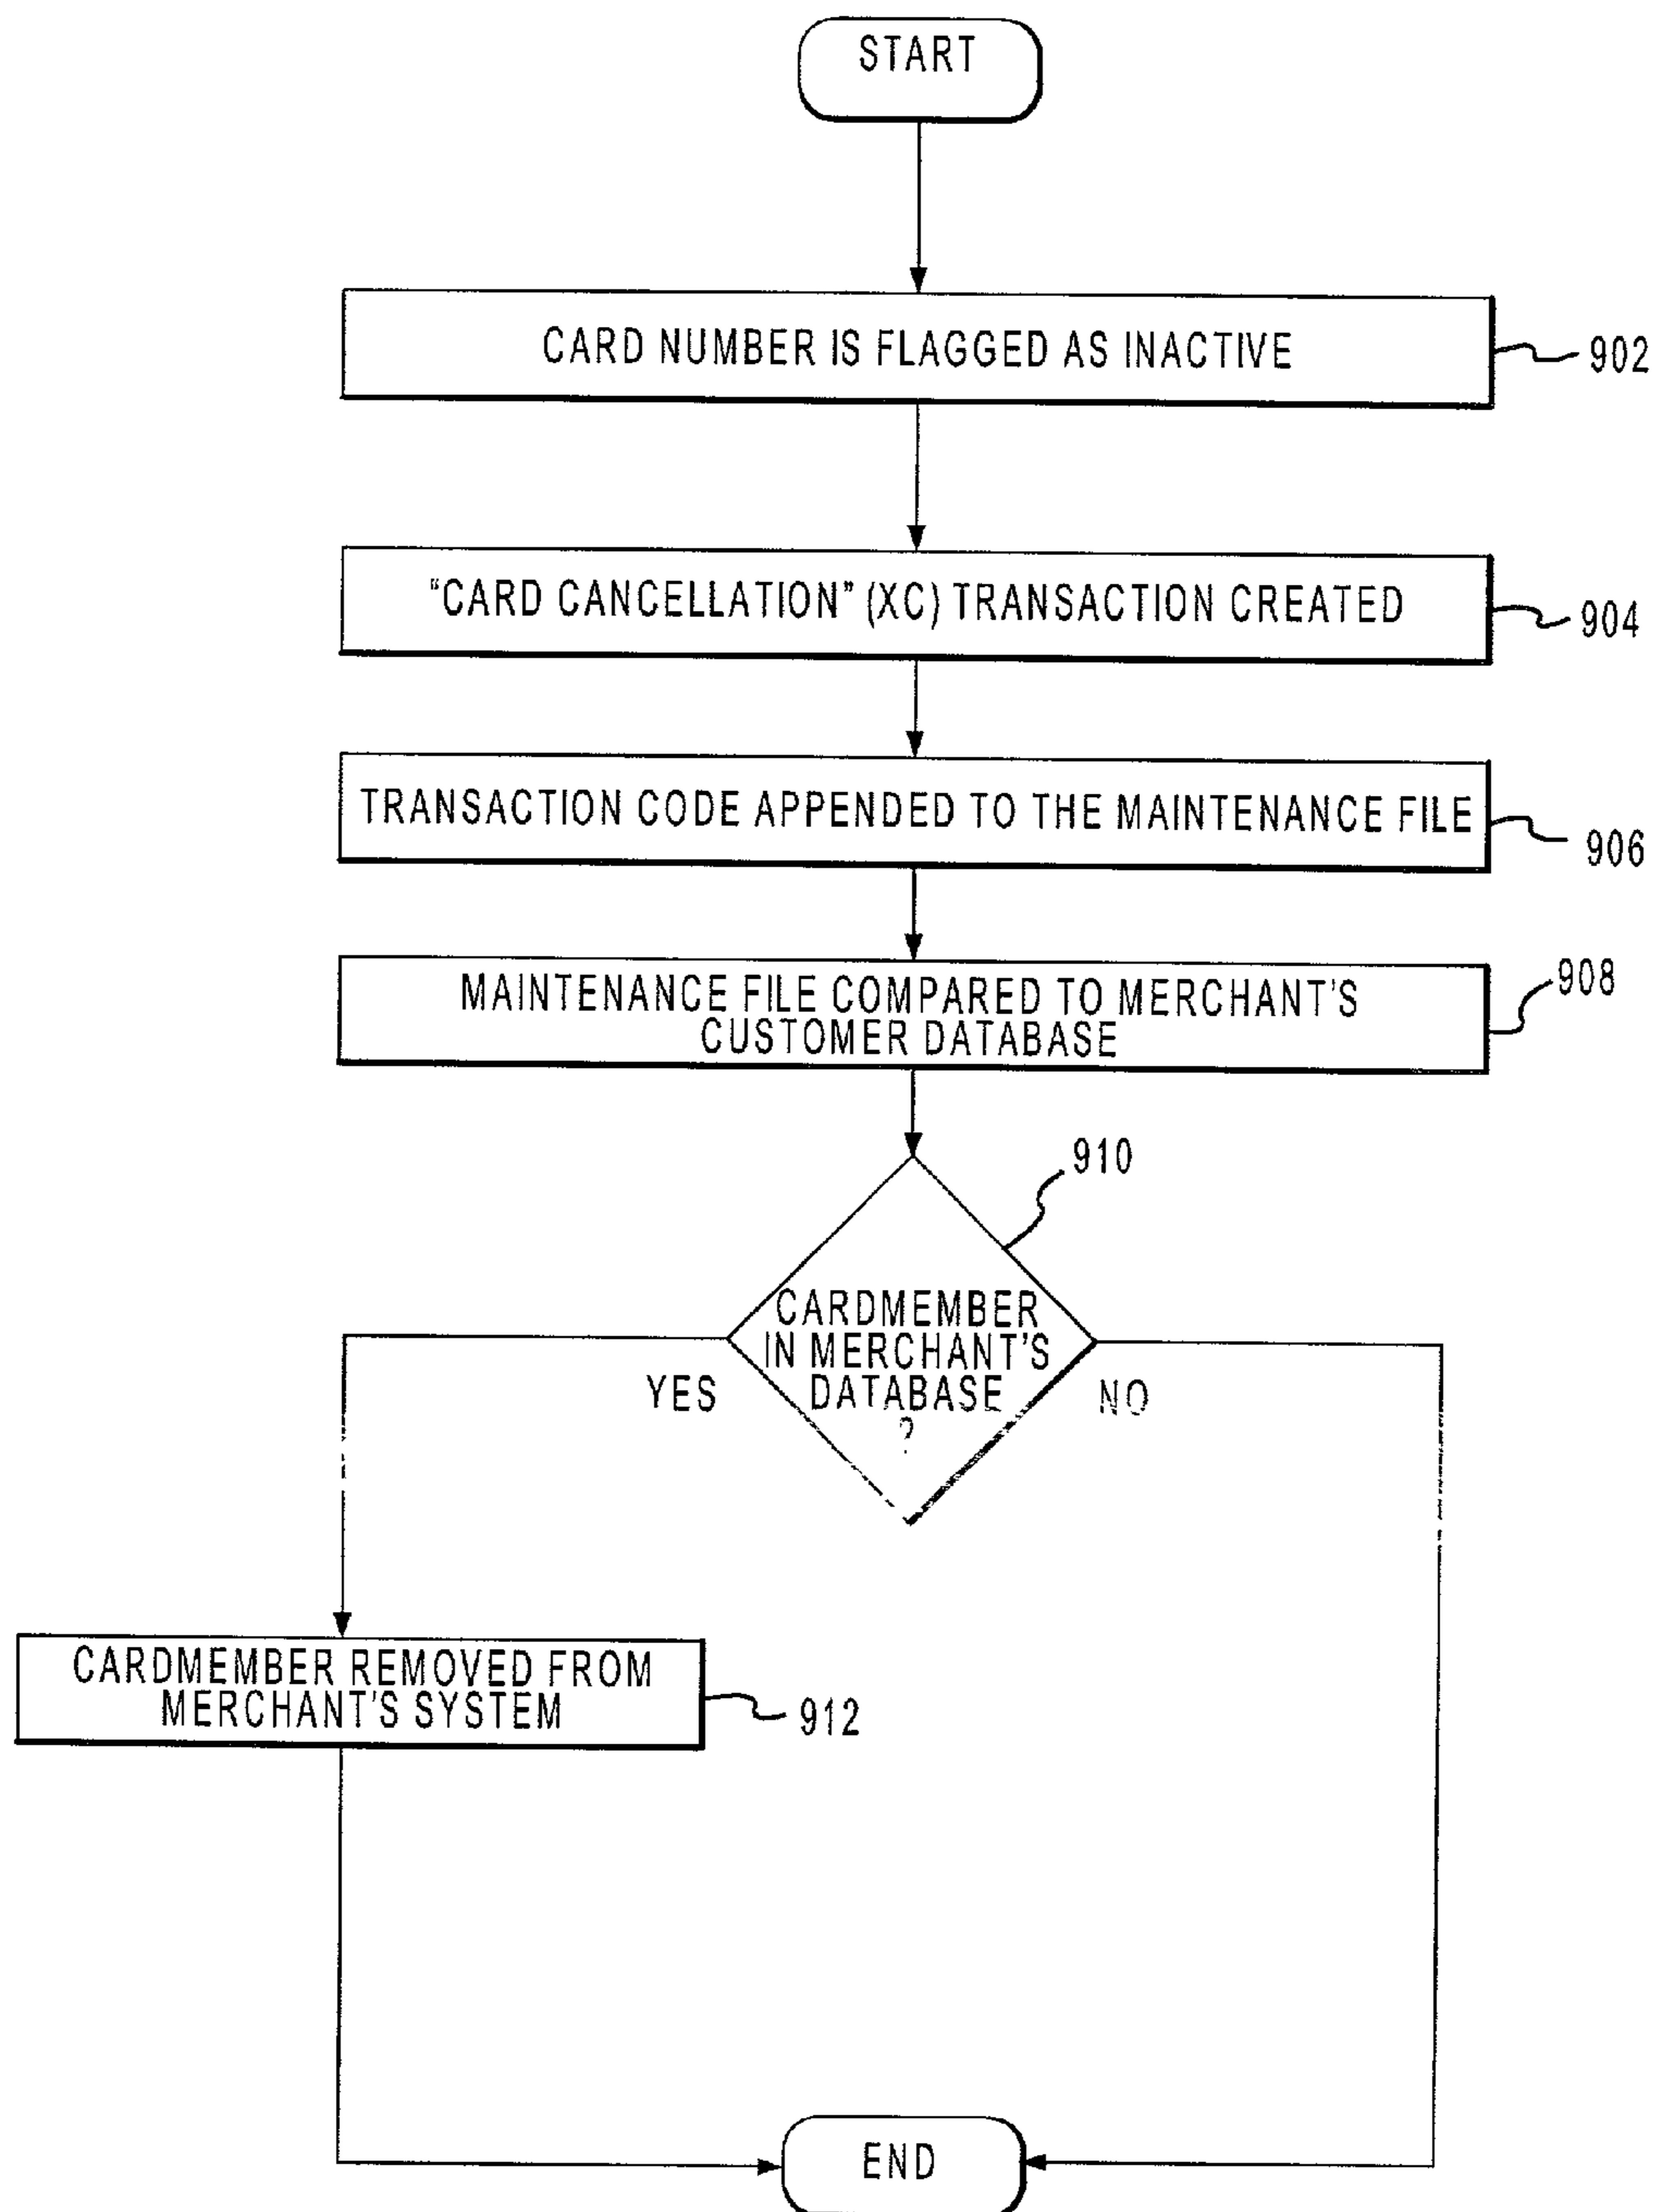 START
CARD NUMBER IS FLAGGED AS INACTIVE
902
"CARD CANCELLATION" (XC) TRANSACTION CREATED
904
TRANSACTION CODE APPENDED TO THE MAINTENANCE FILE
906
MAINTENANCE FILE COMPARED TO MERCHANT'S
CUSTOMER DATABASE
908
910
CARDMEMBER
IN MERCHANT'S
DATABASE
?
YES
NO
CARDMEMBER REMOVED FROM
MERCHANT'S SYSTEM
912
END